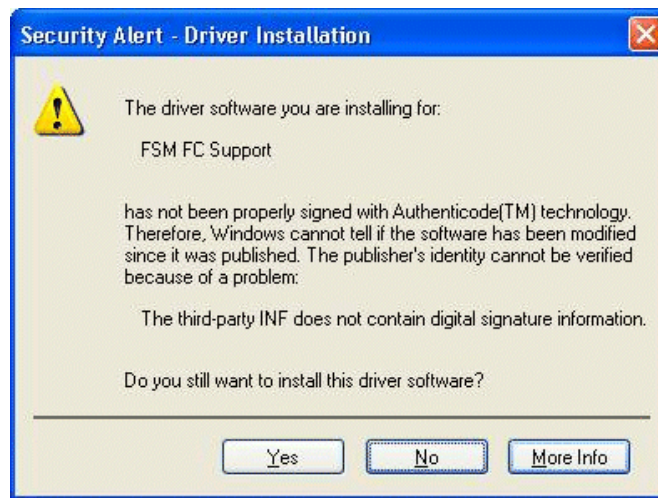 Security Alert - Driver Installation
The driver software you are installing for:
FSM FC Support
has not been properly signed with Authenticode(TM) technology.
Therefore, Windows cannot tell if the software has been modified
since it was published. The publisher's identity cannot be verified
because of a problem:
The third-party INF does not contain digital signature information.
Do you still want to install this driver software?
Yes No More Info